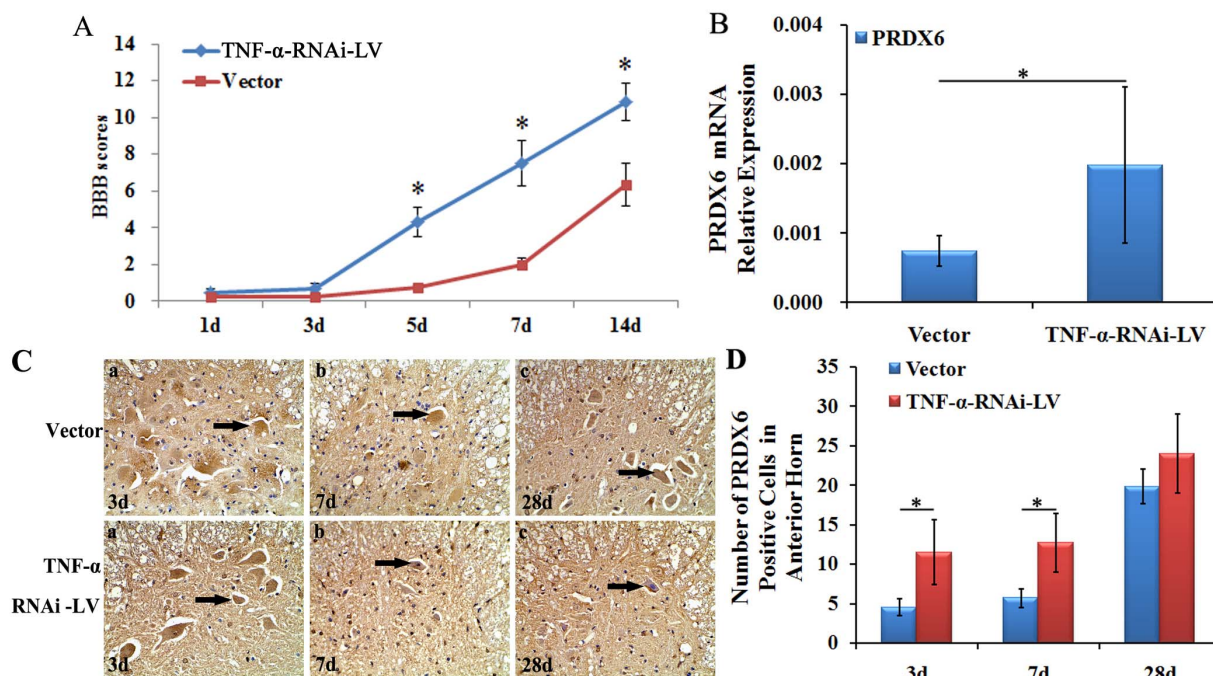 A
TNF-α-RNAi-LV
Vector
BBB scores
14
12
10
8
6
4
2
0
*
*
*
1d 3d 5d 7d 14d
B
PRDX6
PRDX6 mRNA
Relative Expression
0.004
0.003
0.002
0.001
0.000
*
Vector TNF-α-RNAi-LV
C
Vector
a
3d
b
7d
c
28d
TNF-α
RNAi -LV
a
3d
b
7d
c
28d
D
Vector
TNF-α-RNAi-LV
Number of PRDX6
Positive Cells in
Anterior Horn
35
30
25
20
15
10
5
0
*
*
3d 7d 28d